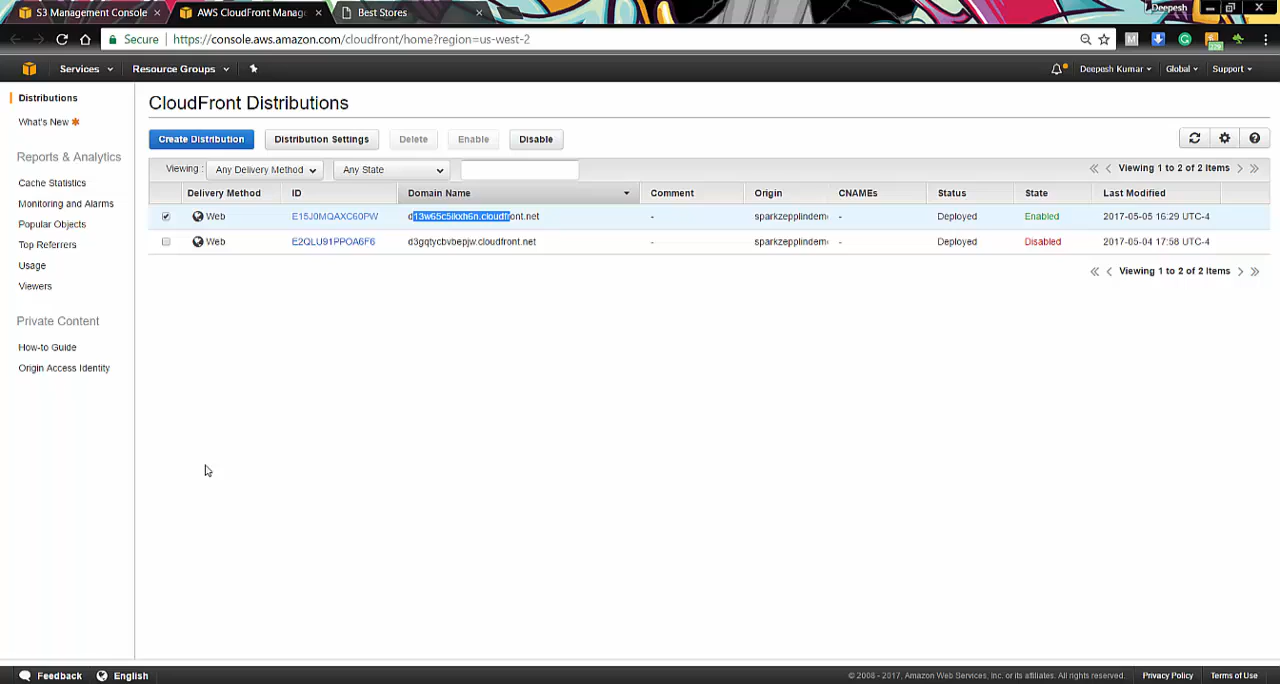 S3 Management Console
AWS CloudFront Manag
Best Stores
Deepesh
Secure
https://console.aws.amazon.com/cloudfront/home?region=us-west-2
Services
Resource Groups
Deepesh Kumar
Global
Support
Distributions
What's New
Reports & Analytics
Cache Statistics
Monitoring and Alarms
Popular Objects
Top Referrers
Usage
Viewers
Private Content
How-to Guide
Origin Access Identity
CloudFront Distributions
Create Distribution Distribution Settings Delete Enable Disable
Viewing : Any Delivery Method Any State Viewing 1 to 2 of 2 Items
Delivery Method ID Domain Name Comment Origin CNAMEs Status State Last Modified
Web E15J0MQAXC60PW - sparkzepplindem - Deployed Enabled 2017-05-05 16:29 UTC-4
Web E2QLU91PPOA6F6 d3gqtycbvbepjw.cloudfront.net - sparkzepplindem - Deployed Disabled 2017-05-04 17:58 UTC-4
Viewing 1 to 2 of 2 Items
Feedback English
© 2008 - 2017, Amazon Web Services, Inc. or its affiliates. All rights reserved. Privacy Policy Terms of Use